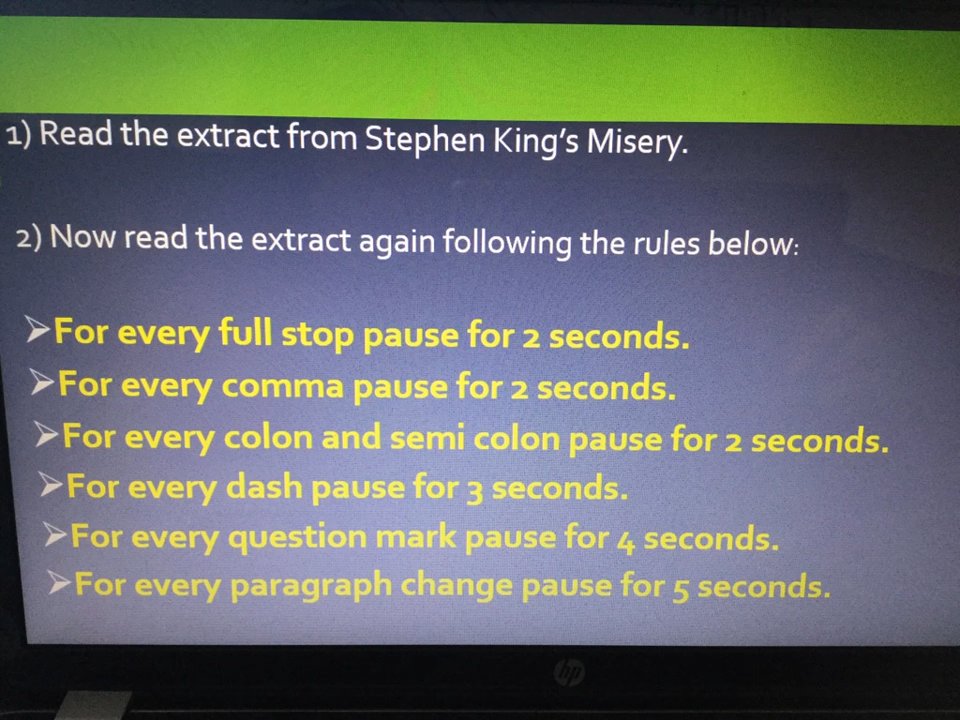 1) Read the extract from Stephen King's Misery.
2) Now read the extract again following the rules below:
➢For every full stop pause for 2 seconds.
➢For every comma pause for 2 seconds.
➢For every colon and semi colon pause for 2 seconds.
➢For every dash pause for 3 seconds.
➢For every question mark pause for 4 seconds.
➢For every paragraph change pause for 5 seconds.
hp